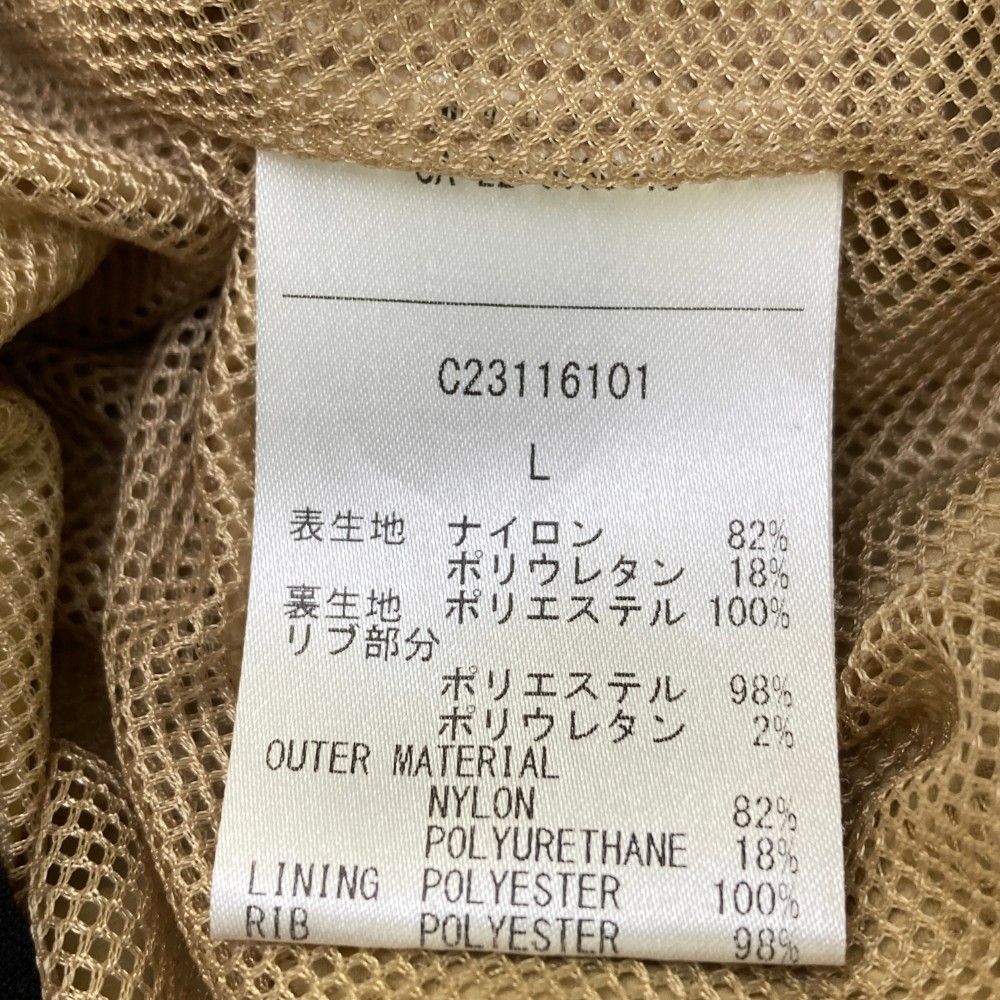 C23116101
L
表生地 ナイロン 82%
ポリウレタン 18%
裏生地 ポリエステル 100%
リブ部分
ポリエステル 98%
ポリウレタン 2%
OUTER MATERIAL
NYLON 82%
POLYURETHANE 18%
LINING POLYESTER 100%
RIB POLYESTER 98%